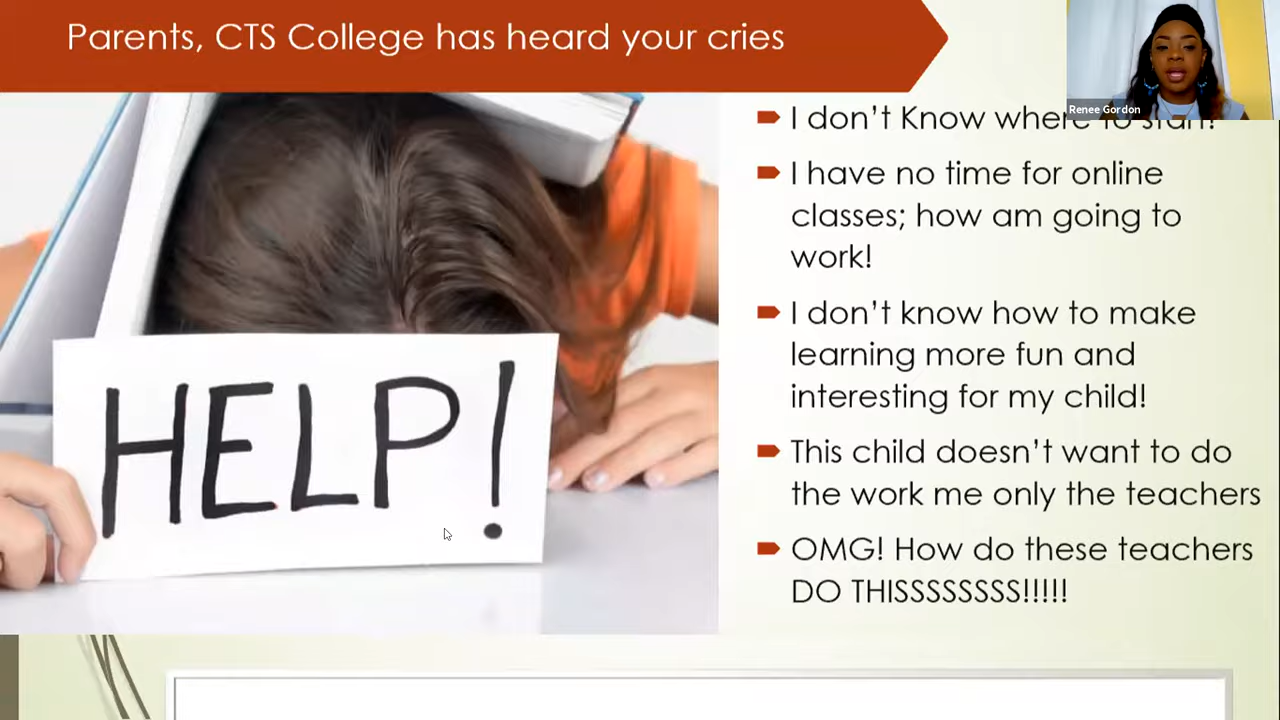 Parents, CTS College has heard your cries
Renee Gordon
I don't Know where to start!
I have no time for online
classes; how am going to
work!
I don't know how to make
learning more fun and
interesting for my child!
This child doesn't want to do
the work me only the teachers
OMG! How do these teachers
DO THISSSSSSSS!!!!!
HELP!